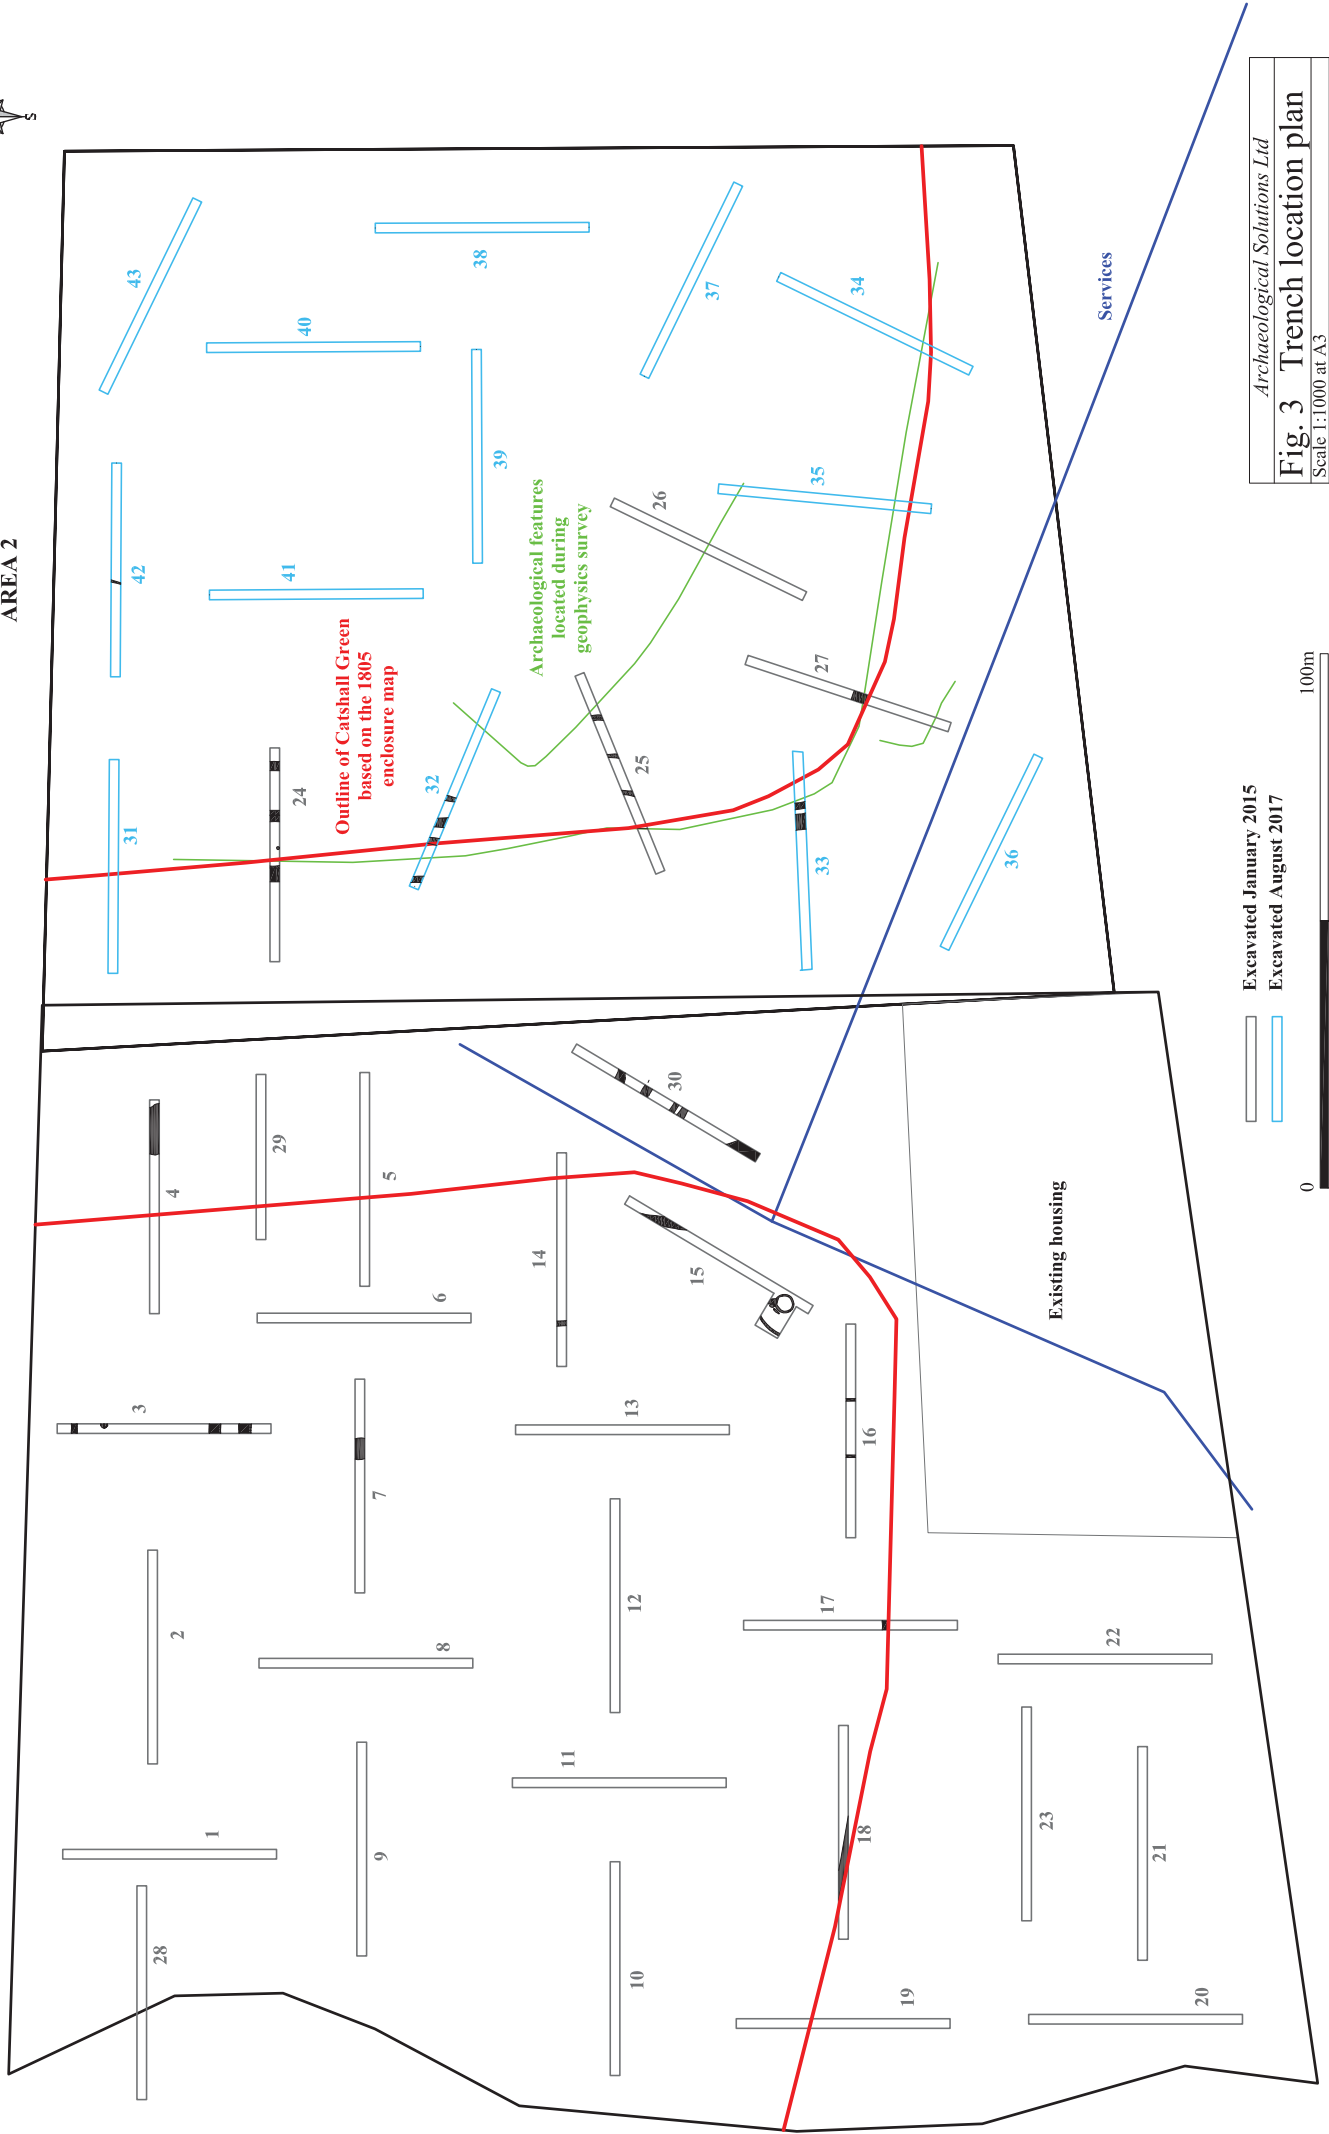 S
AREA 2
43
42
38
40
41
39
37
34
31
24
Outline of Catshall Green
based on the 1805
enclosure map
32
Archaeological features
located during
geophysics survey
26
35
25
27
33
36
Services
4
29
5
30
14
6
15
3
13
7
16
Existing housing
2
8
12
17
22
1
11
9
18
23
21
28
10
19
20
Excavated January 2015
Excavated August 2017
0
100m
Archaeological Solutions Ltd
Fig. 3 Trench location plan
Scale 1:1000 at A3